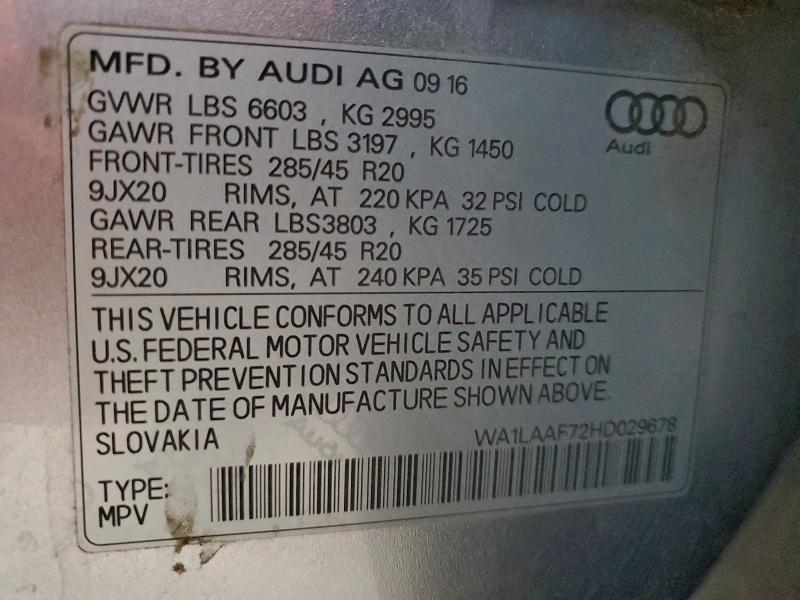 MFD. BY AUDI AG 09 16
GVWR LBS 6603 , KG 2995
GAWR FRONT LBS 3197 , KG 1450
FRONT-TIRES 285/45 R20
9JX20 RIMS, AT 220 KPA 32 PSI COLD
GAWR REAR LBS3803 , KG 1725
REAR-TIRES 285/45 R20
9JX20 RIMS, AT 240 KPA 35 PSI COLD
Audi
THIS VEHICLE CONFORMS TO ALL APPLICABLE
U.S. FEDERAL MOTOR VEHICLE SAFETY AND
THEFT PREVENTION STANDARDS IN EFFECT ON
THE DATE OF MANUFACTURE SHOWN ABOVE.
SLOVAKIA
WA1LAAF72HD029678
TYPE:
MPV
Audi